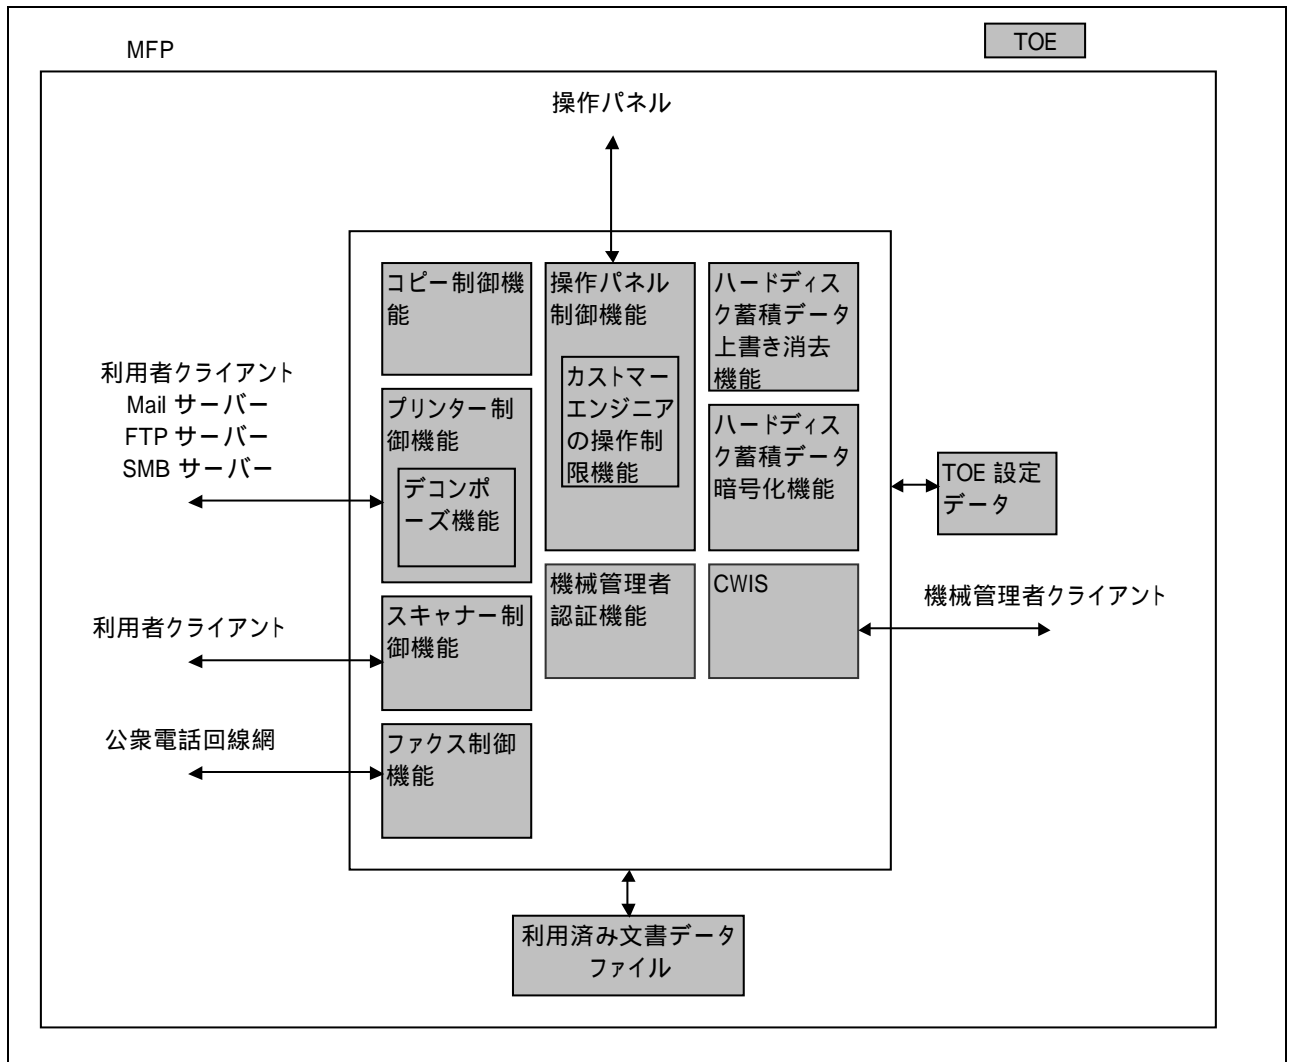 MFP
TOE
操作パネル
コピー制御機
能
操作パネル
制御機能
カストマー
エンジニア
の操作制
限機能
ハードディス
ク蓄積データ
上書き消去
機能
利用者クライアント
Mail サーバー
FTP サーバー
SMB サーバー
プリンター制
御機能
デコンポ
ーズ機能
ハードディス
ク蓄積データ
暗号化機能
TOE 設定
データ
機械管理者
認証機能
CWIS
機械管理者クライアント
利用者クライアント
スキャナー制
御機能
公衆電話回線網
ファクス制御
機能
利用済み文書データ
ファイル